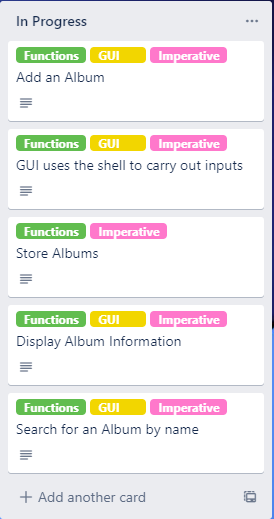 In Progress
Functions GUI Imperative
Add an Album
Functions GUI Imperative
GUI uses the shell to carry out inputs
Functions Imperative
Store Albums
Functions GUI Imperative
Display Album Information
Functions GUI Imperative
Search for an Album by name
Add another card